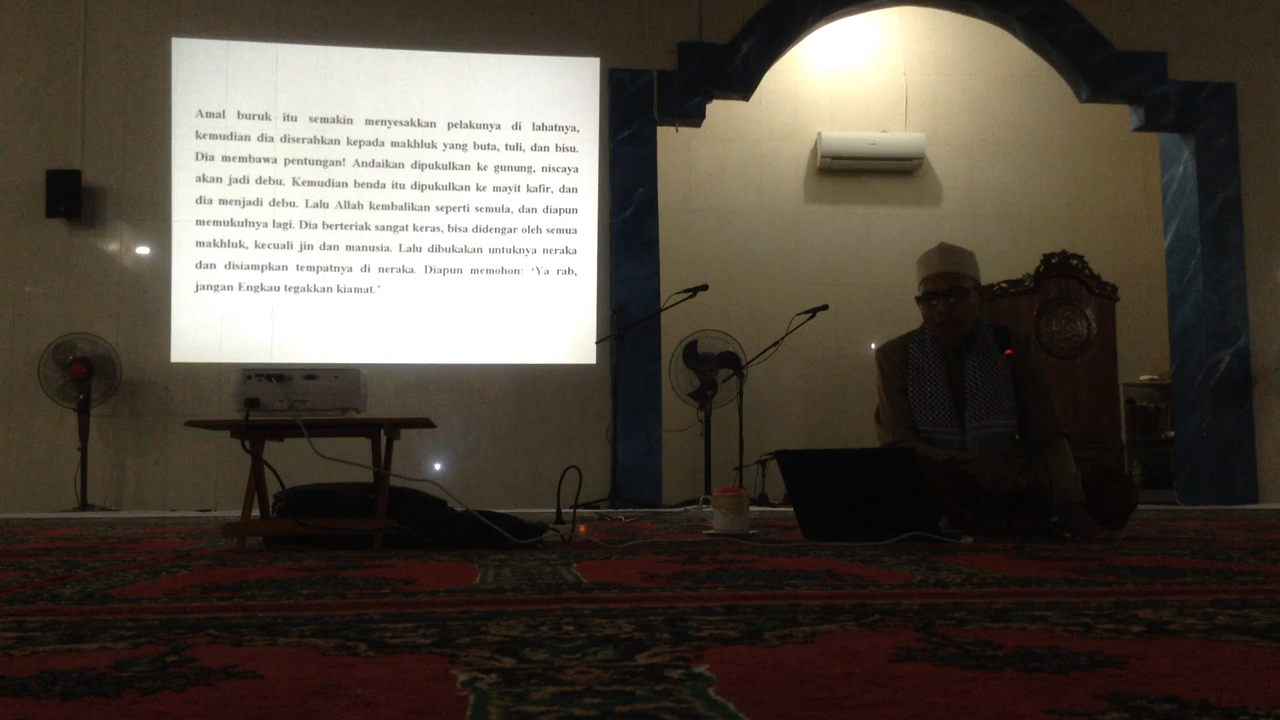 Amal buruk itu semakin menyesakkan pelakunya di lahatnya,
kemudian dia diserahkan kepada makhluk yang buta, tuli, dan bisu.
Dia membawa pentungan! Andaikan dipukulkan ke gunung, niscaya
akan jadi debu. Kemudian benda itu dipukulkan ke mayit kafir, dan
dia menjadi debu. Lalu Allah kembalikan seperti semula, dan diapun
memukulnya lagi. Dia berteriak sangat keras, bisa didengar oleh semua
makhluk, kecuali jin dan manusia. Lalu dibukakan untuknya neraka
dan disiampkan tempatnya di neraka. Diapun memohon: ‘Ya rab,
jangan Engkau tegakkan kiamat.’